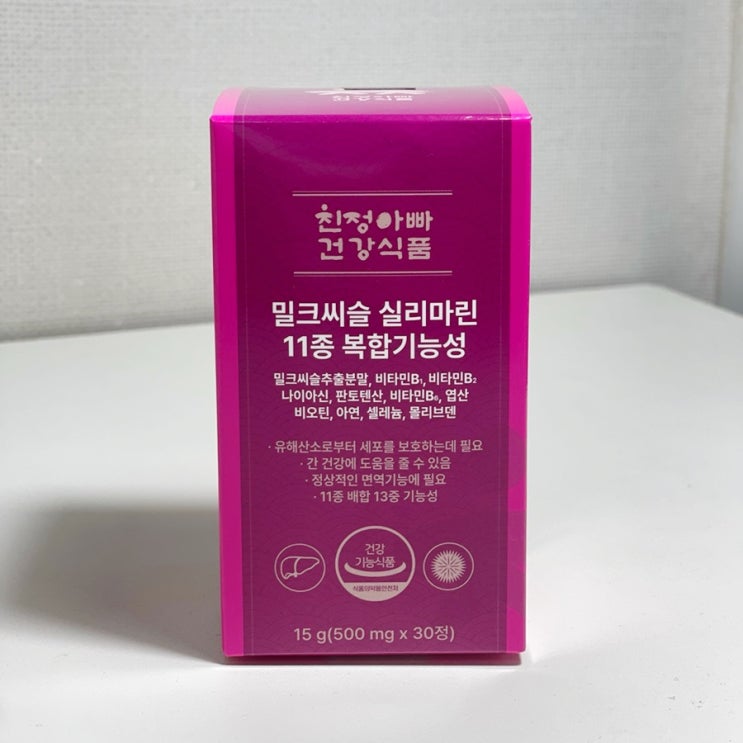 친정아빠
건강식품
밀크씨슬 실리마린
11종 복합기능성
밀크씨슬추출분말, 비타민B₁, 비타민B₂
나이아신, 판토텐산, 비타민B₆, 엽산
비오틴, 아연, 셀레늄, 몰리브덴
· 유해산소로부터 세포를 보호하는데 필요
· 간 건강에 도움을 줄 수 있음
· 정상적인 면역기능에 필요
· 11종 배합 13중 기능성
건강
기능식품
식품의약품안전처
15 g(500 mg x 30정)